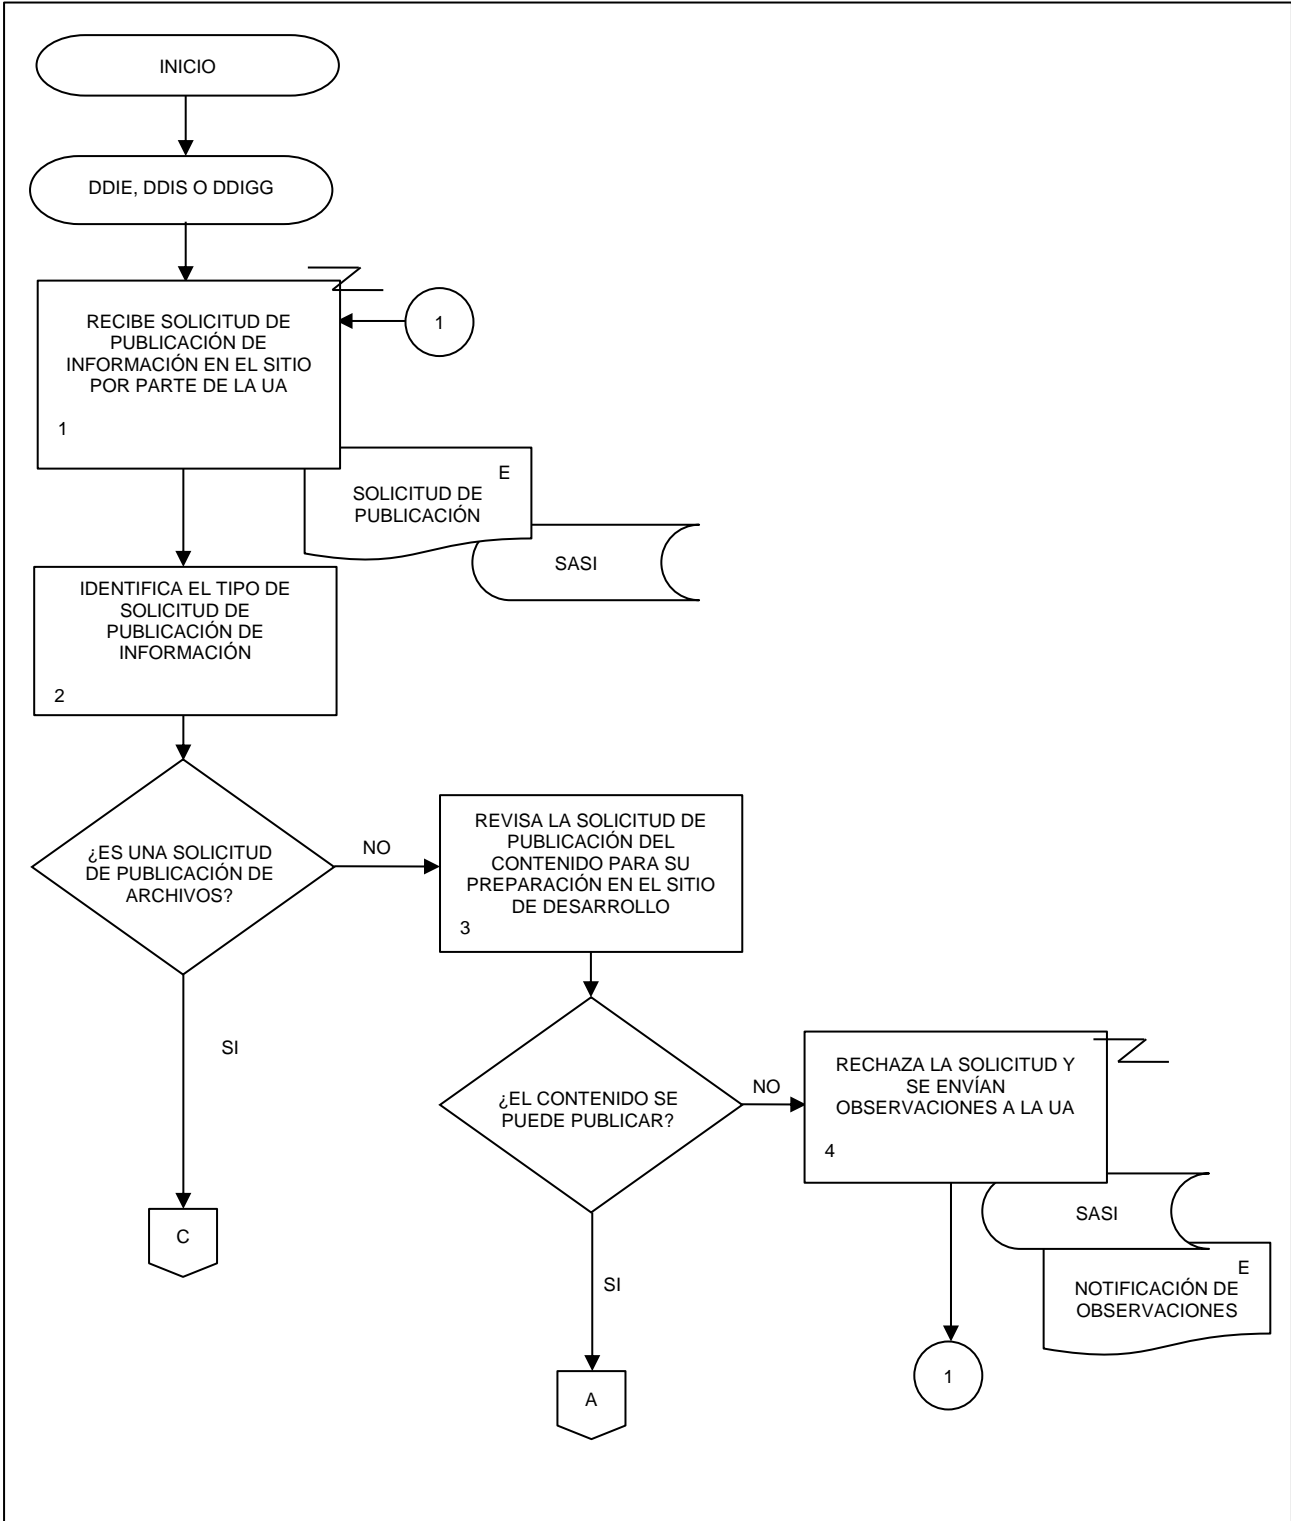 INICIO
DDIE, DDIS O DDIGG
RECIBE SOLICITUD DE
PUBLICACIÓN DE
INFORMACIÓN EN EL SITIO
POR PARTE DE LA UA
1
1
E
SOLICITUD DE
PUBLICACIÓN
SASI
IDENTIFICA EL TIPO DE
SOLICITUD DE
PUBLICACIÓN DE
INFORMACIÓN
2
¿ES UNA SOLICITUD
DE PUBLICACIÓN DE
ARCHIVOS?
NO
REVISA LA SOLICITUD DE
PUBLICACIÓN DEL
CONTENIDO PARA SU
PREPARACIÓN EN EL SITIO
DE DESARROLLO
3
SI
C
¿EL CONTENIDO SE
PUEDE PUBLICAR?
NO
RECHAZA LA SOLICITUD Y
SE ENVÍAN
OBSERVACIONES A LA UA
4
SASI
E
NOTIFICACIÓN DE
OBSERVACIONES
SI
A
1